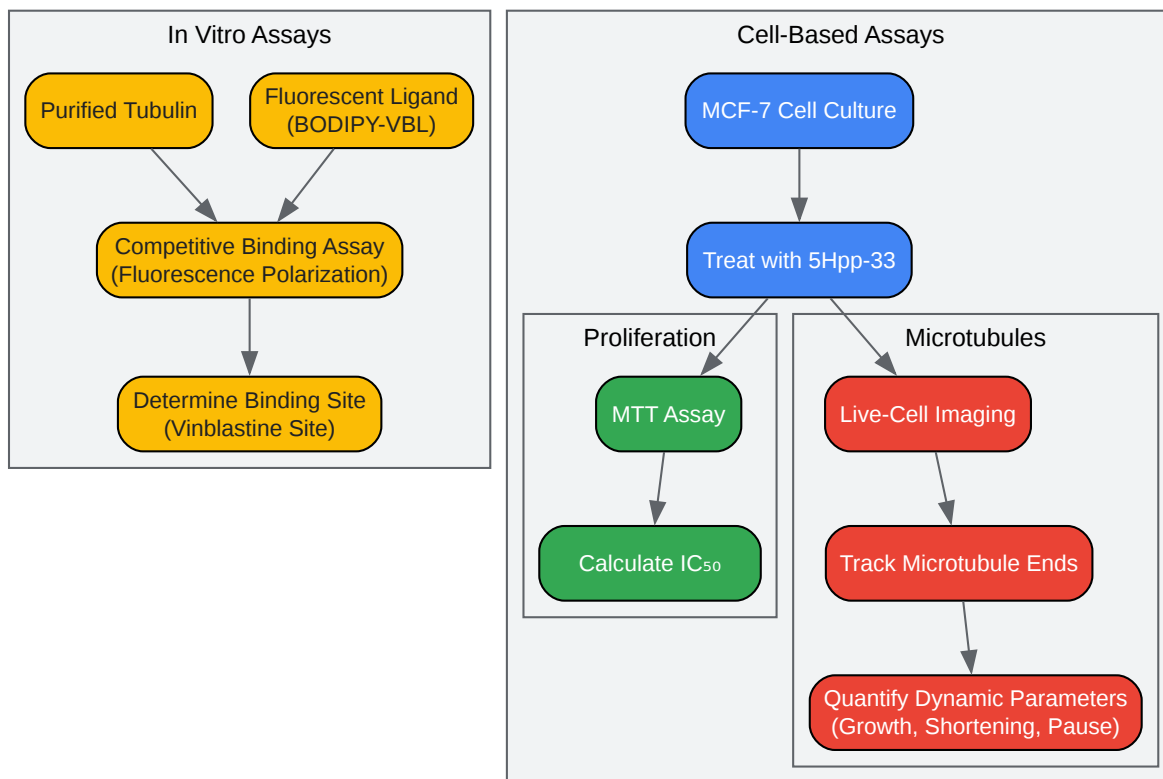 In Vitro Assays
Purified Tubulin
Fluorescent Ligand
(BODIPY-VBL)
Competitive Binding Assay
(Fluorescence Polarization)
Determine Binding Site
(Vinblastine Site)
Cell-Based Assays
MCF-7 Cell Culture
Treat with 5Hpp-33
Proliferation
MTT Assay
Calculate IC₅₀
Microtubules
Live-Cell Imaging
Track Microtubule Ends
Quantify Dynamic Parameters
(Growth, Shortening, Pause)